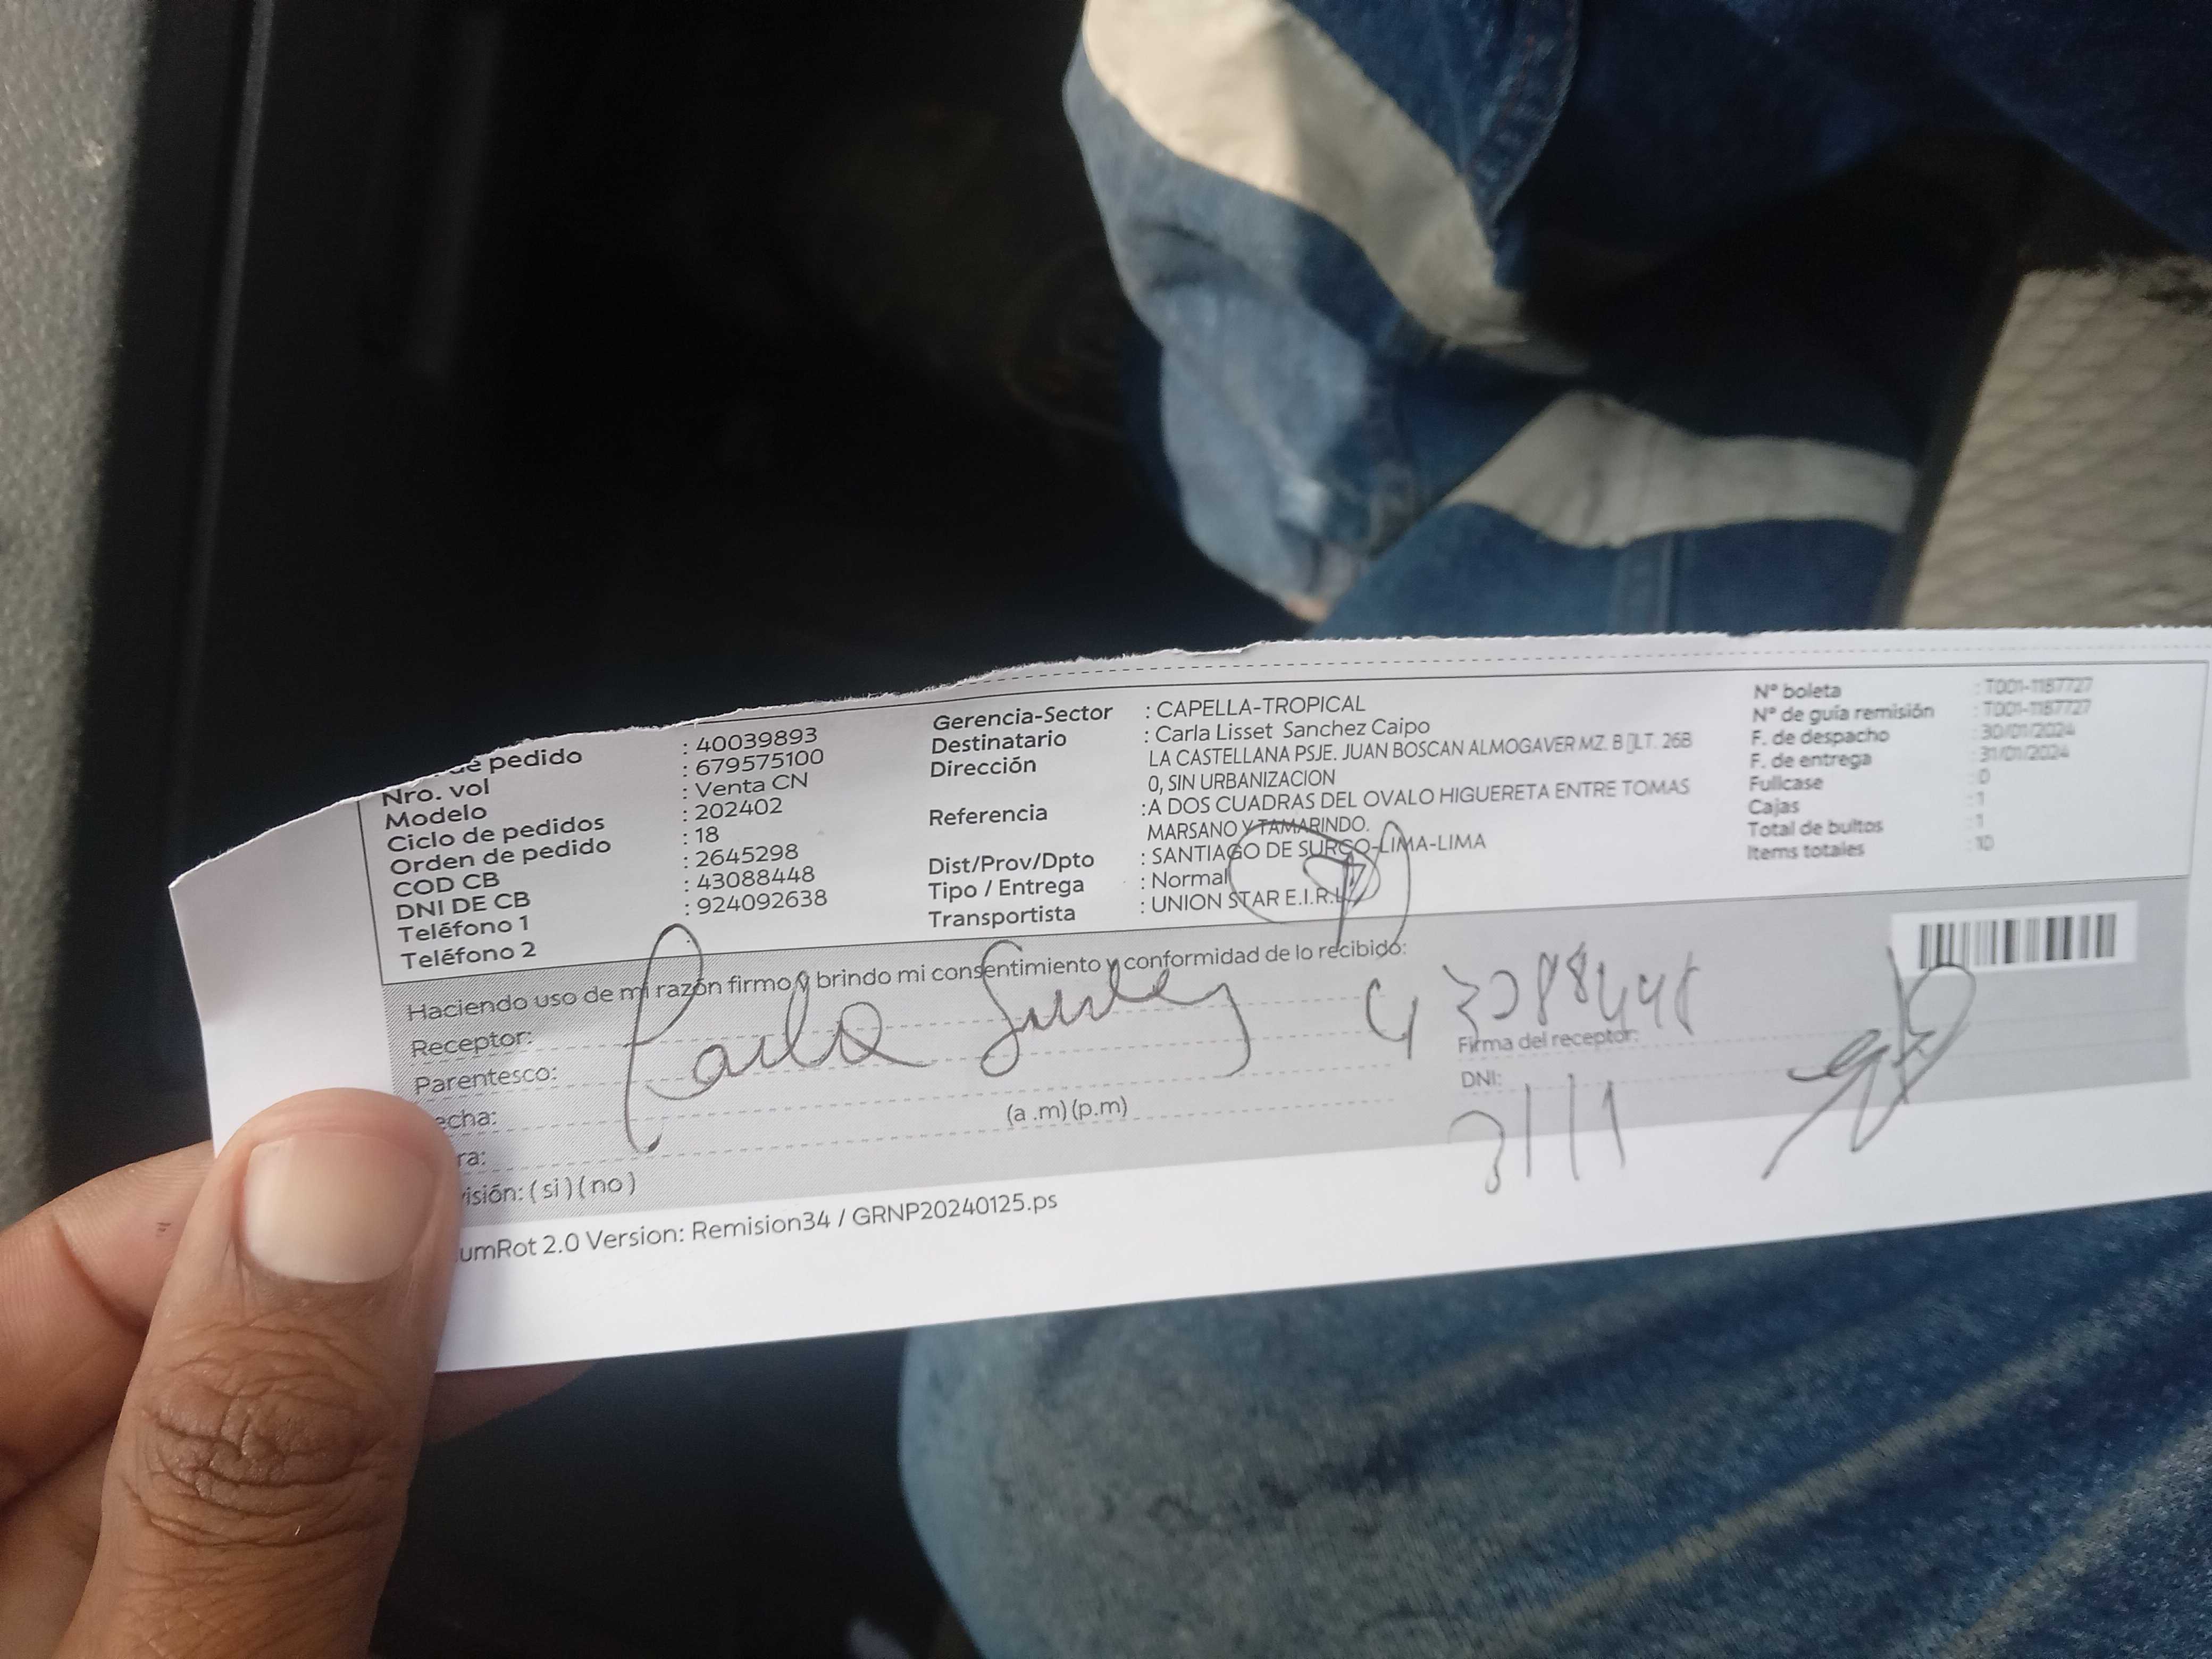 de pedido : 40039893
Nro. vol : 679575100
Modelo : Venta CN
Ciclo de pedidos : 202402
Orden de pedido : 18
COD CB : 2645298
DNI DE CB : 43088448
Teléfono 1 : 924092638
Teléfono 2
Gerencia-Sector : CAPELLA-TROPICAL
Destinatario : Carla Lisset Sanchez Caipo
Dirección LA CASTELLANA PSJE. JUAN BOSCAN ALMOGAVER MZ. B LT. 26B
0, SIN URBANIZACION
Referencia :A DOS CUADRAS DEL OVALO HIGUERETA ENTRE TOMAS
MARSANO Y TAMARINDO.
Dist/Prov/Dpto : SANTIAGO DE SURCO-LIMA-LIMA
Tipo / Entrega : Normal
Transportista : UNION STAR E.I.R.L
Nº boleta : T001-1187727
Nº de guía remisión : T001-1187727
F. de despacho : 30/01/2024
F. de entrega : 31/01/2024
Fullcase : 0
Cajas : 1
Total de bultos : 1
Items totales : 10
Haciendo uso de mi razón firmo y brindo mi consentimiento y conformidad de lo recibido:
Receptor: Carla
Parentesco:
echa:
ra: (a .m) (p.m)
isión: ( si ) ( no )
43088448
Firma del receptor:
DNI:
31/1
umRot 2.0 Version: Remision34 / GRNP20240125.ps